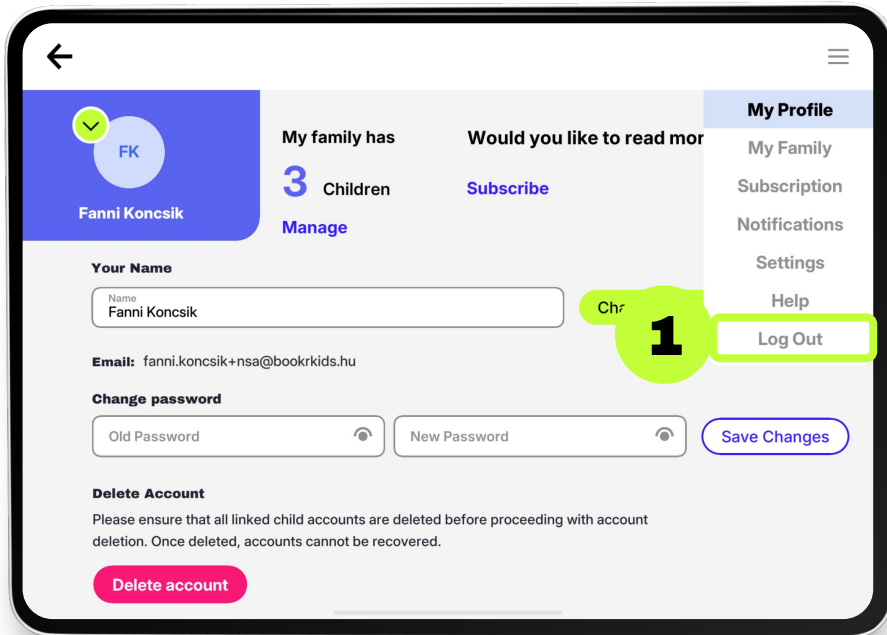 My family has
Would you like to read mor
FK
3 Children
Subscribe
Fanni Koncsik
Manage
My Profile
My Family
Subscription
Notifications
Settings
Help
Log Out
1
Your Name
Name
Fanni Koncsik
Cha
Email: fanni.koncsik+nsa@bookrkids.hu
Change password
Old Password
New Password
Save Changes
Delete Account
Please ensure that all linked child accounts are deleted before proceeding with account
deletion. Once deleted, accounts cannot be recovered.
Delete account